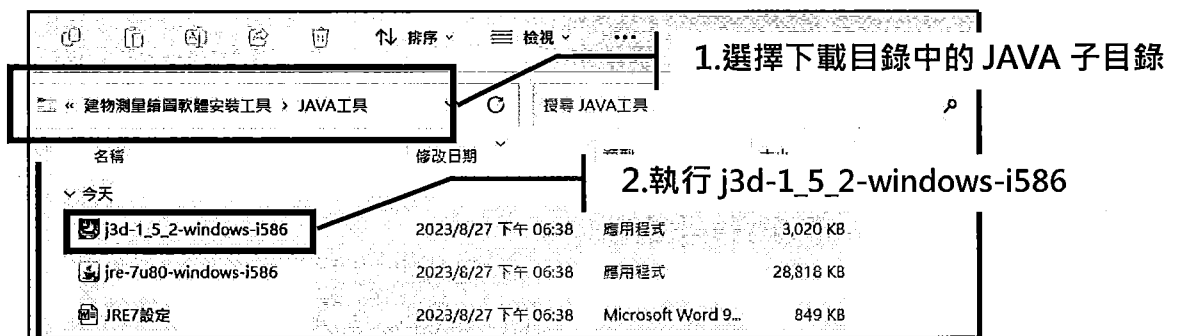 排序 檢視 ...
1.選擇下載目錄中的 JAVA 子目錄
« 建物測量繪圖軟體安裝工具 > JAVA工具
搜尋 JAVA工具
名稱 修改日期
2.執行 j3d-1_5_2-windows-i586
今天
j3d-1_5_2-windows-i586 2023/8/27 下午 06:38 應用程式 3,020 KB
jre-7u80-windows-i586 2023/8/27 下午 06:38 應用程式 28,818 KB
JRE7設定 2023/8/27 下午 06:38 Microsoft Word 9... 849 KB